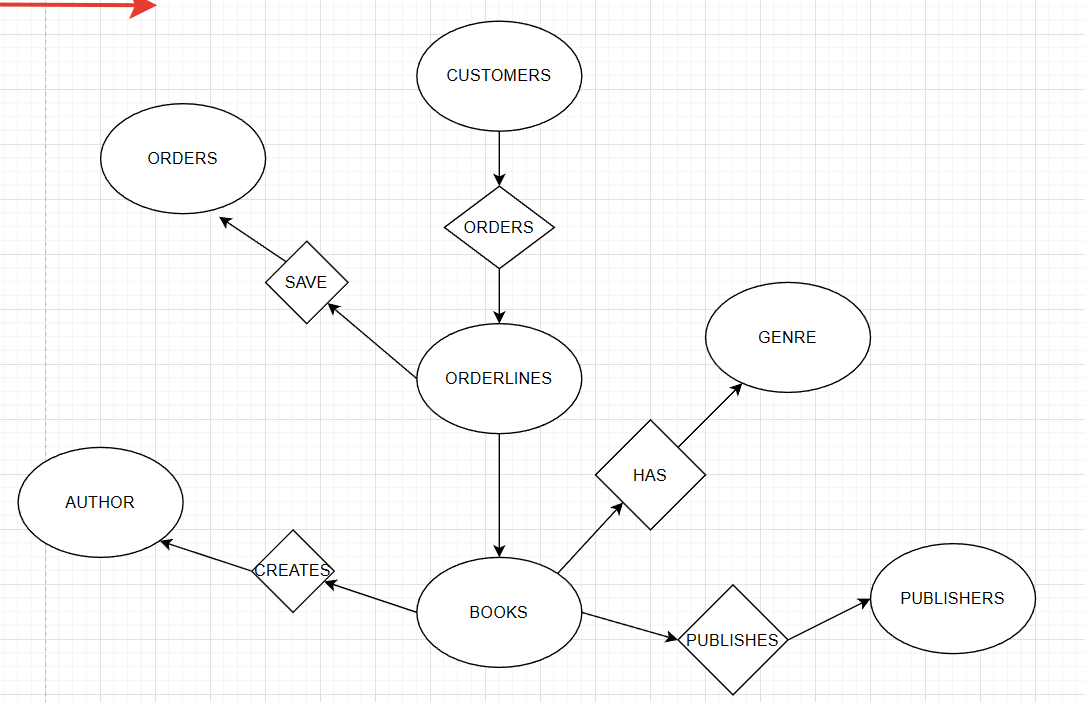 CUSTOMERS
ORDERS
ORDERS
SAVE
GENRE
ORDERLINES
HAS
AUTHOR
CREATES
PUBLISHERS
BOOKS
PUBLISHES